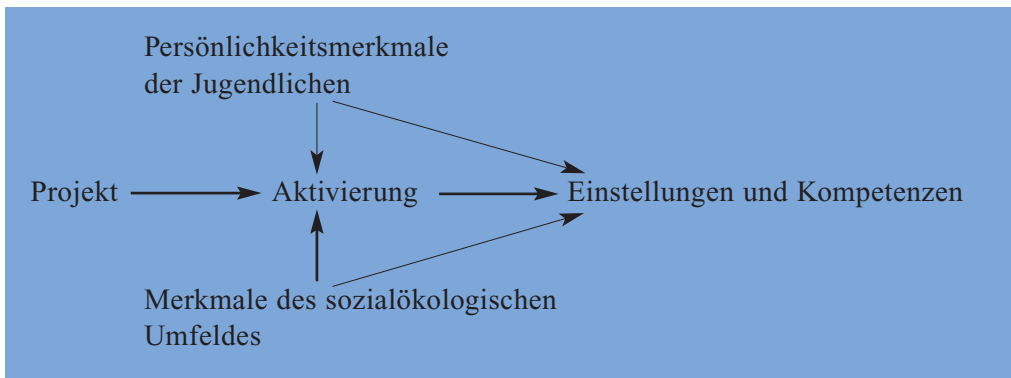 Persönlichkeitsmerkmale
der Jugendlichen
Projekt
Aktivierung
Einstellungen und Kompetenzen
Merkmale des sozialökologischen
Umfeldes